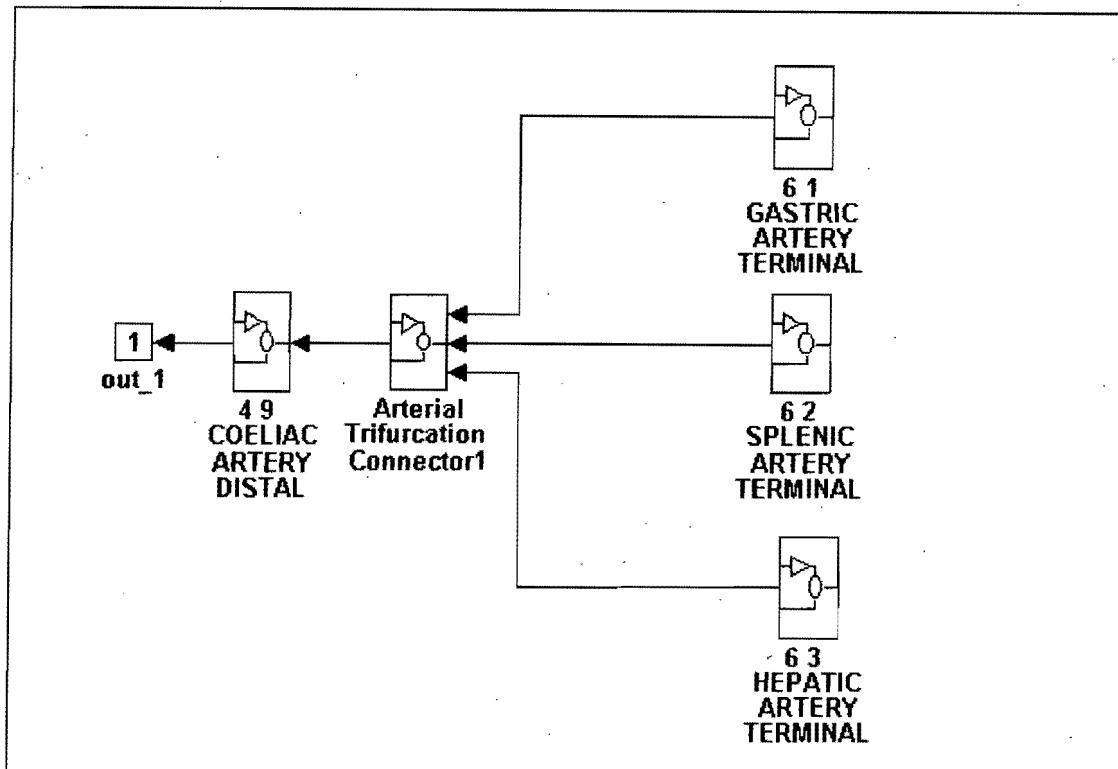 6 1
GASTRIC
ARTERY
TERMINAL
1
out_1
4 9
COELIAC
ARTERY
DISTAL
Arterial
Trifurcation
Connector1
6 2
SPLENIC
ARTERY
TERMINAL
6 3
HEPATIC
ARTERY
TERMINAL